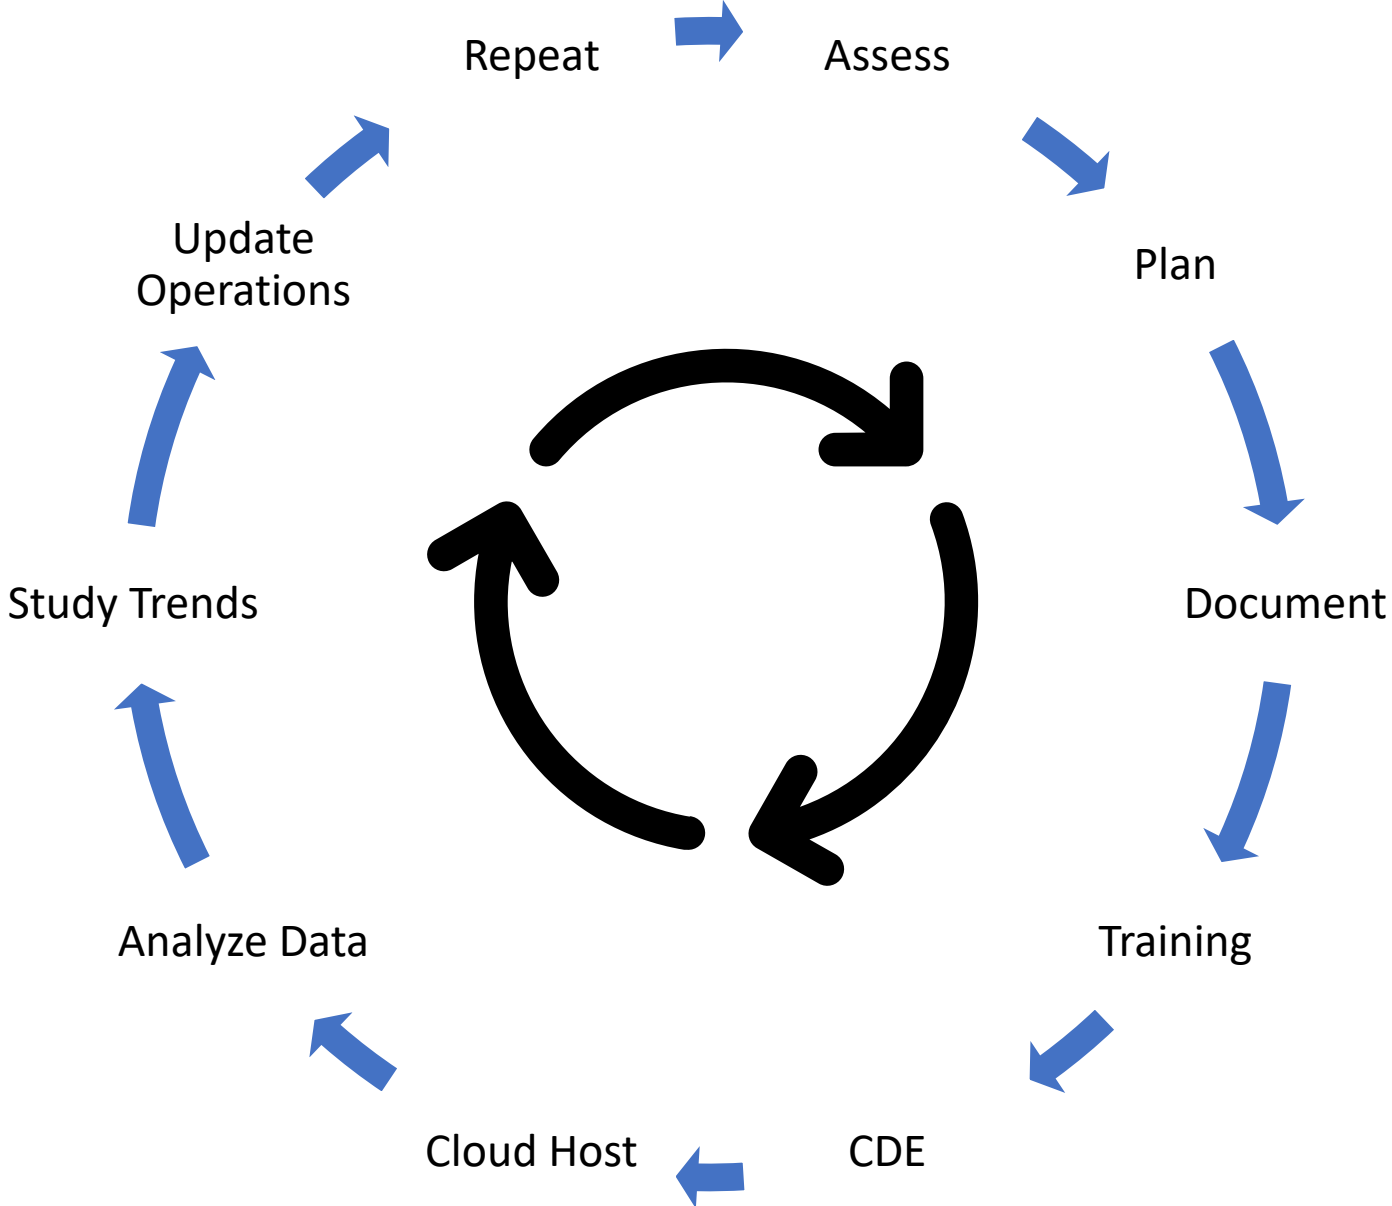 Repeat
Assess
Plan
Document
Training
CDE
Cloud Host
Analyze Data
Study Trends
Update
Operations